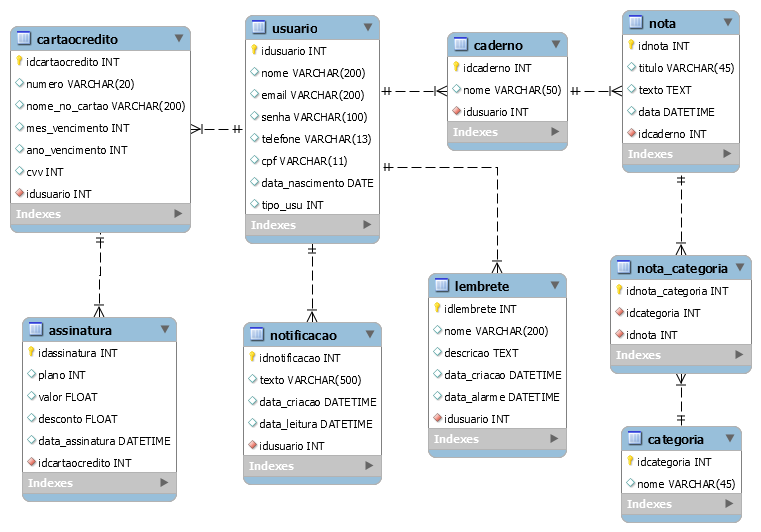 cartaocredito
idcartaocredito INT
numero VARCHAR(20)
nome_no_cartao VARCHAR(200)
mes_vencimento INT
ano_vencimento INT
cvv INT
idusuario INT
Indexes
usuario
idusuario INT
nome VARCHAR(200)
email VARCHAR(200)
senha VARCHAR(100)
telefone VARCHAR(13)
cpf VARCHAR(11)
data_nascimento DATE
tipo_usu INT
Indexes
caderno
idcaderno INT
nome VARCHAR(50)
idusuario INT
Indexes
nota
idnota INT
titulo VARCHAR(45)
texto TEXT
data DATETIME
idcaderno INT
Indexes
assinatura
idassinatura INT
plano INT
valor FLOAT
desconto FLOAT
data_assinatura DATETIME
idcartaocredito INT
Indexes
notificacao
idnotificacao INT
texto VARCHAR(500)
data_criacao DATETIME
data_leitura DATETIME
idusuario INT
Indexes
lembrete
idlembrete INT
nome VARCHAR(200)
descricao TEXT
data_criacao DATETIME
data_alarme DATETIME
idusuario INT
Indexes
nota_categoria
idnota_categoria INT
idcategoria INT
idnota INT
Indexes
categoria
idcategoria INT
nome VARCHAR(45)
Indexes